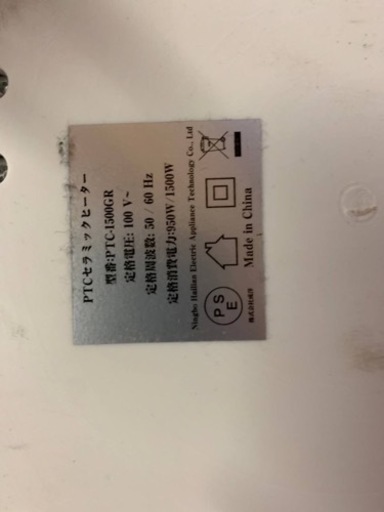 PTCセラミックヒーター
型番:PTC-1500GR
定格電圧: 100 V~
定格周波数: 50 / 60 Hz
定格消費電力:950W/1500W
Ningbo Hailian Electric Appliance Technology Co., Ltd
PS
E
Made in China